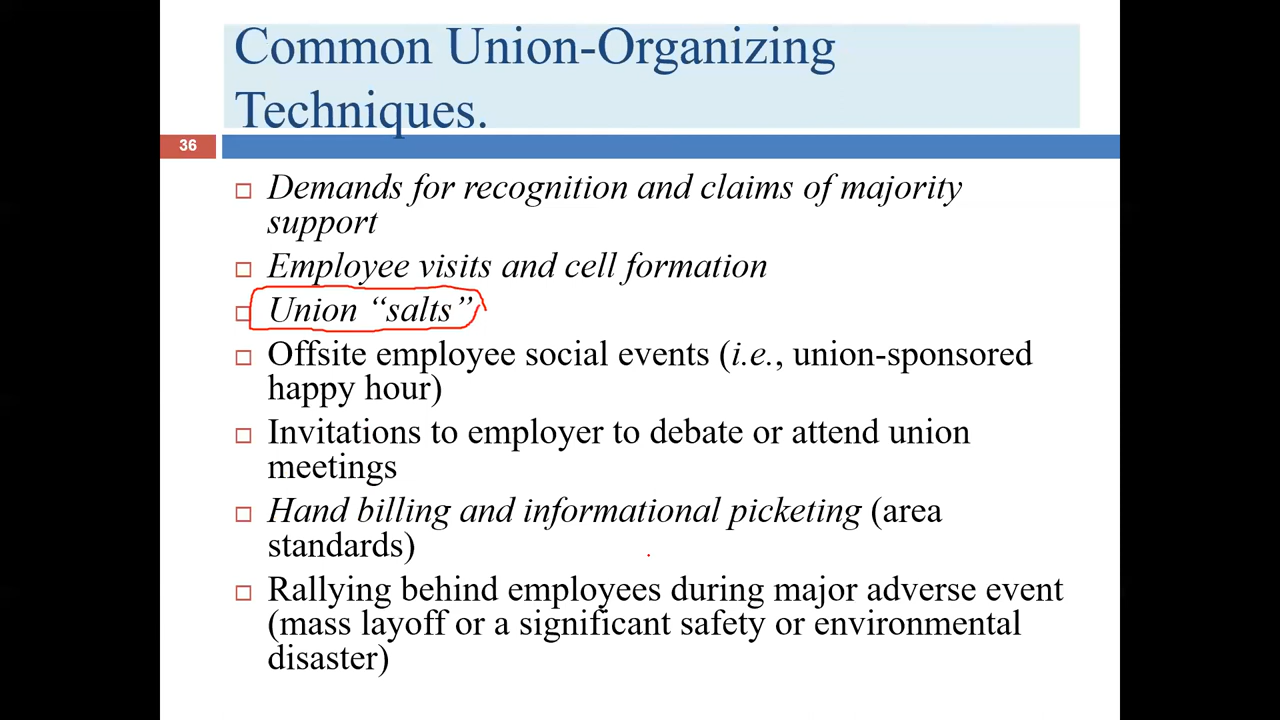 Common Union-Organizing
Techniques.
36
Demands for recognition and claims of majority
support
Employee visits and cell formation
Union “salts”
Offsite employee social events (i.e., union-sponsored
happy hour)
Invitations to employer to debate or attend union
meetings
Hand billing and informational picketing (area
standards)
Rallying behind employees during major adverse event
(mass layoff or a significant safety or environmental
disaster)